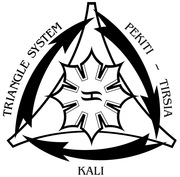 TRIANGLE SYSTEM
PEKITI - TIRSIA
KALI